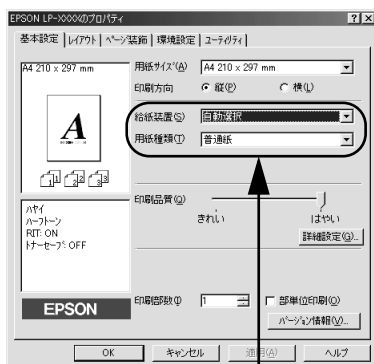 EPSON LP-XXXXのプロパティ
基本設定 レイアウト ページ装飾 環境設定 ユーティリティ
A4 210 x 297 mm
用紙サイズ(A) A4 210 x 297 mm
印刷方向 縦(P) 横(L)
給紙装置(S) 自動選択
用紙種類(T) 普通紙
A
1 1 2 2 3 3
印刷品質(Q)
きれい はやい
詳細設定(G)...
ハヤイ
ハーフトーン
RIT: ON
トナーセーブ: OFF
EPSON
印刷部数(I) 1 部単位印刷(O)
バージョン情報(V)...
OK キャンセル 適用(A) ヘルプ